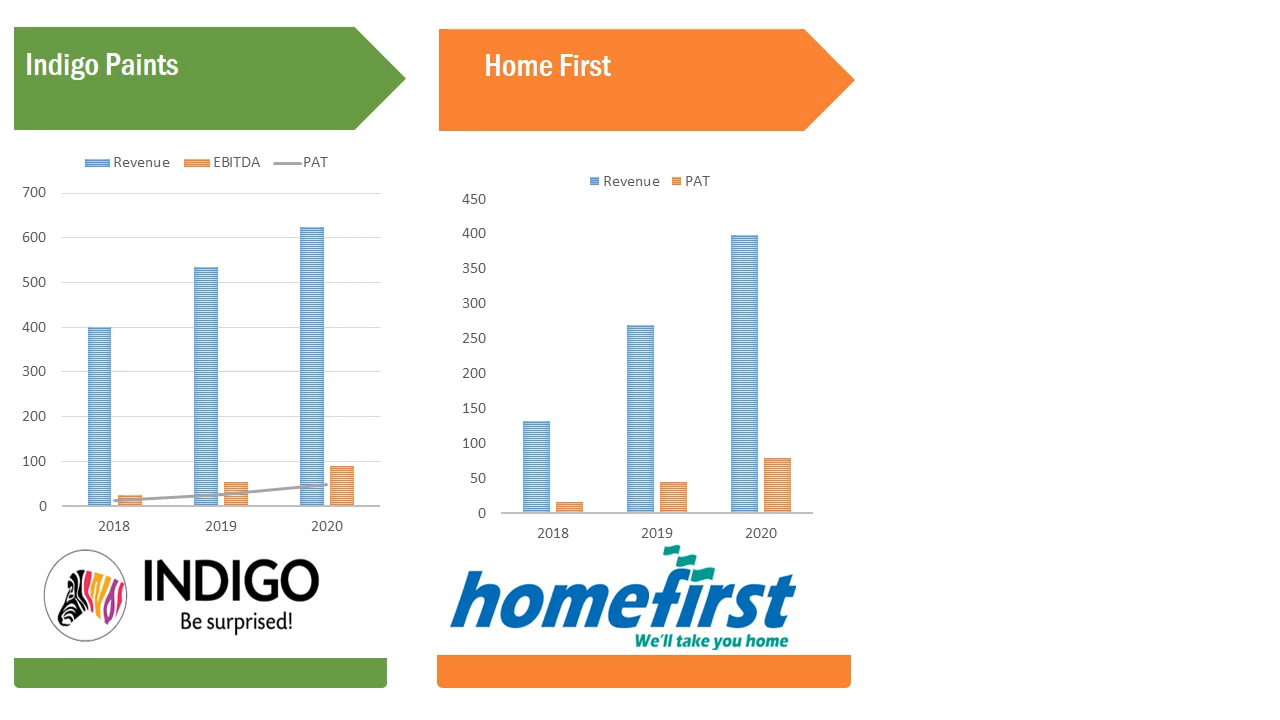 Indigo Paints
Revenue EBITDA PAT
700
600
500
400
300
200
100
0
2018 2019 2020
INDIGO
Be surprised!
Home First
Revenue PAT
450
400
350
300
250
200
150
100
50
0
2018 2019 2020
homefirst
We'll take you home